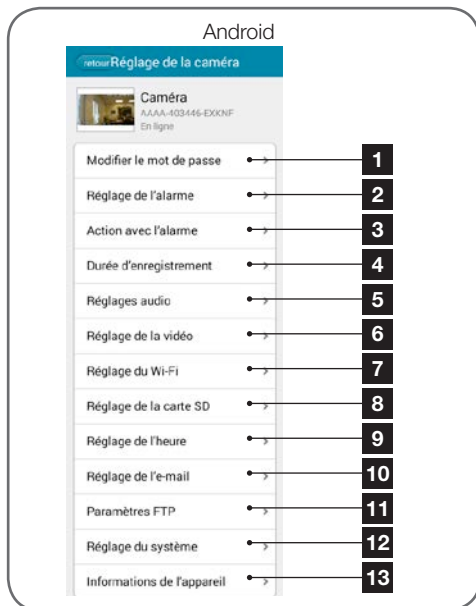 Android
retour Réglage de la caméra
Caméra
AAAA-403446-EXKNF
En ligne
Modifier le mot de passe > 1
Réglage de l'alarme > 2
Action avec l'alarme > 3
Durée d'enregistrement > 4
Réglages audio > 5
Réglage de la vidéo > 6
Réglage du Wi-Fi > 7
Réglage de la carte SD > 8
Réglage de l'heure > 9
Réglage de l'e-mail > 10
Paramètres FTP > 11
Réglage du système > 12
Informations de l'appareil > 13